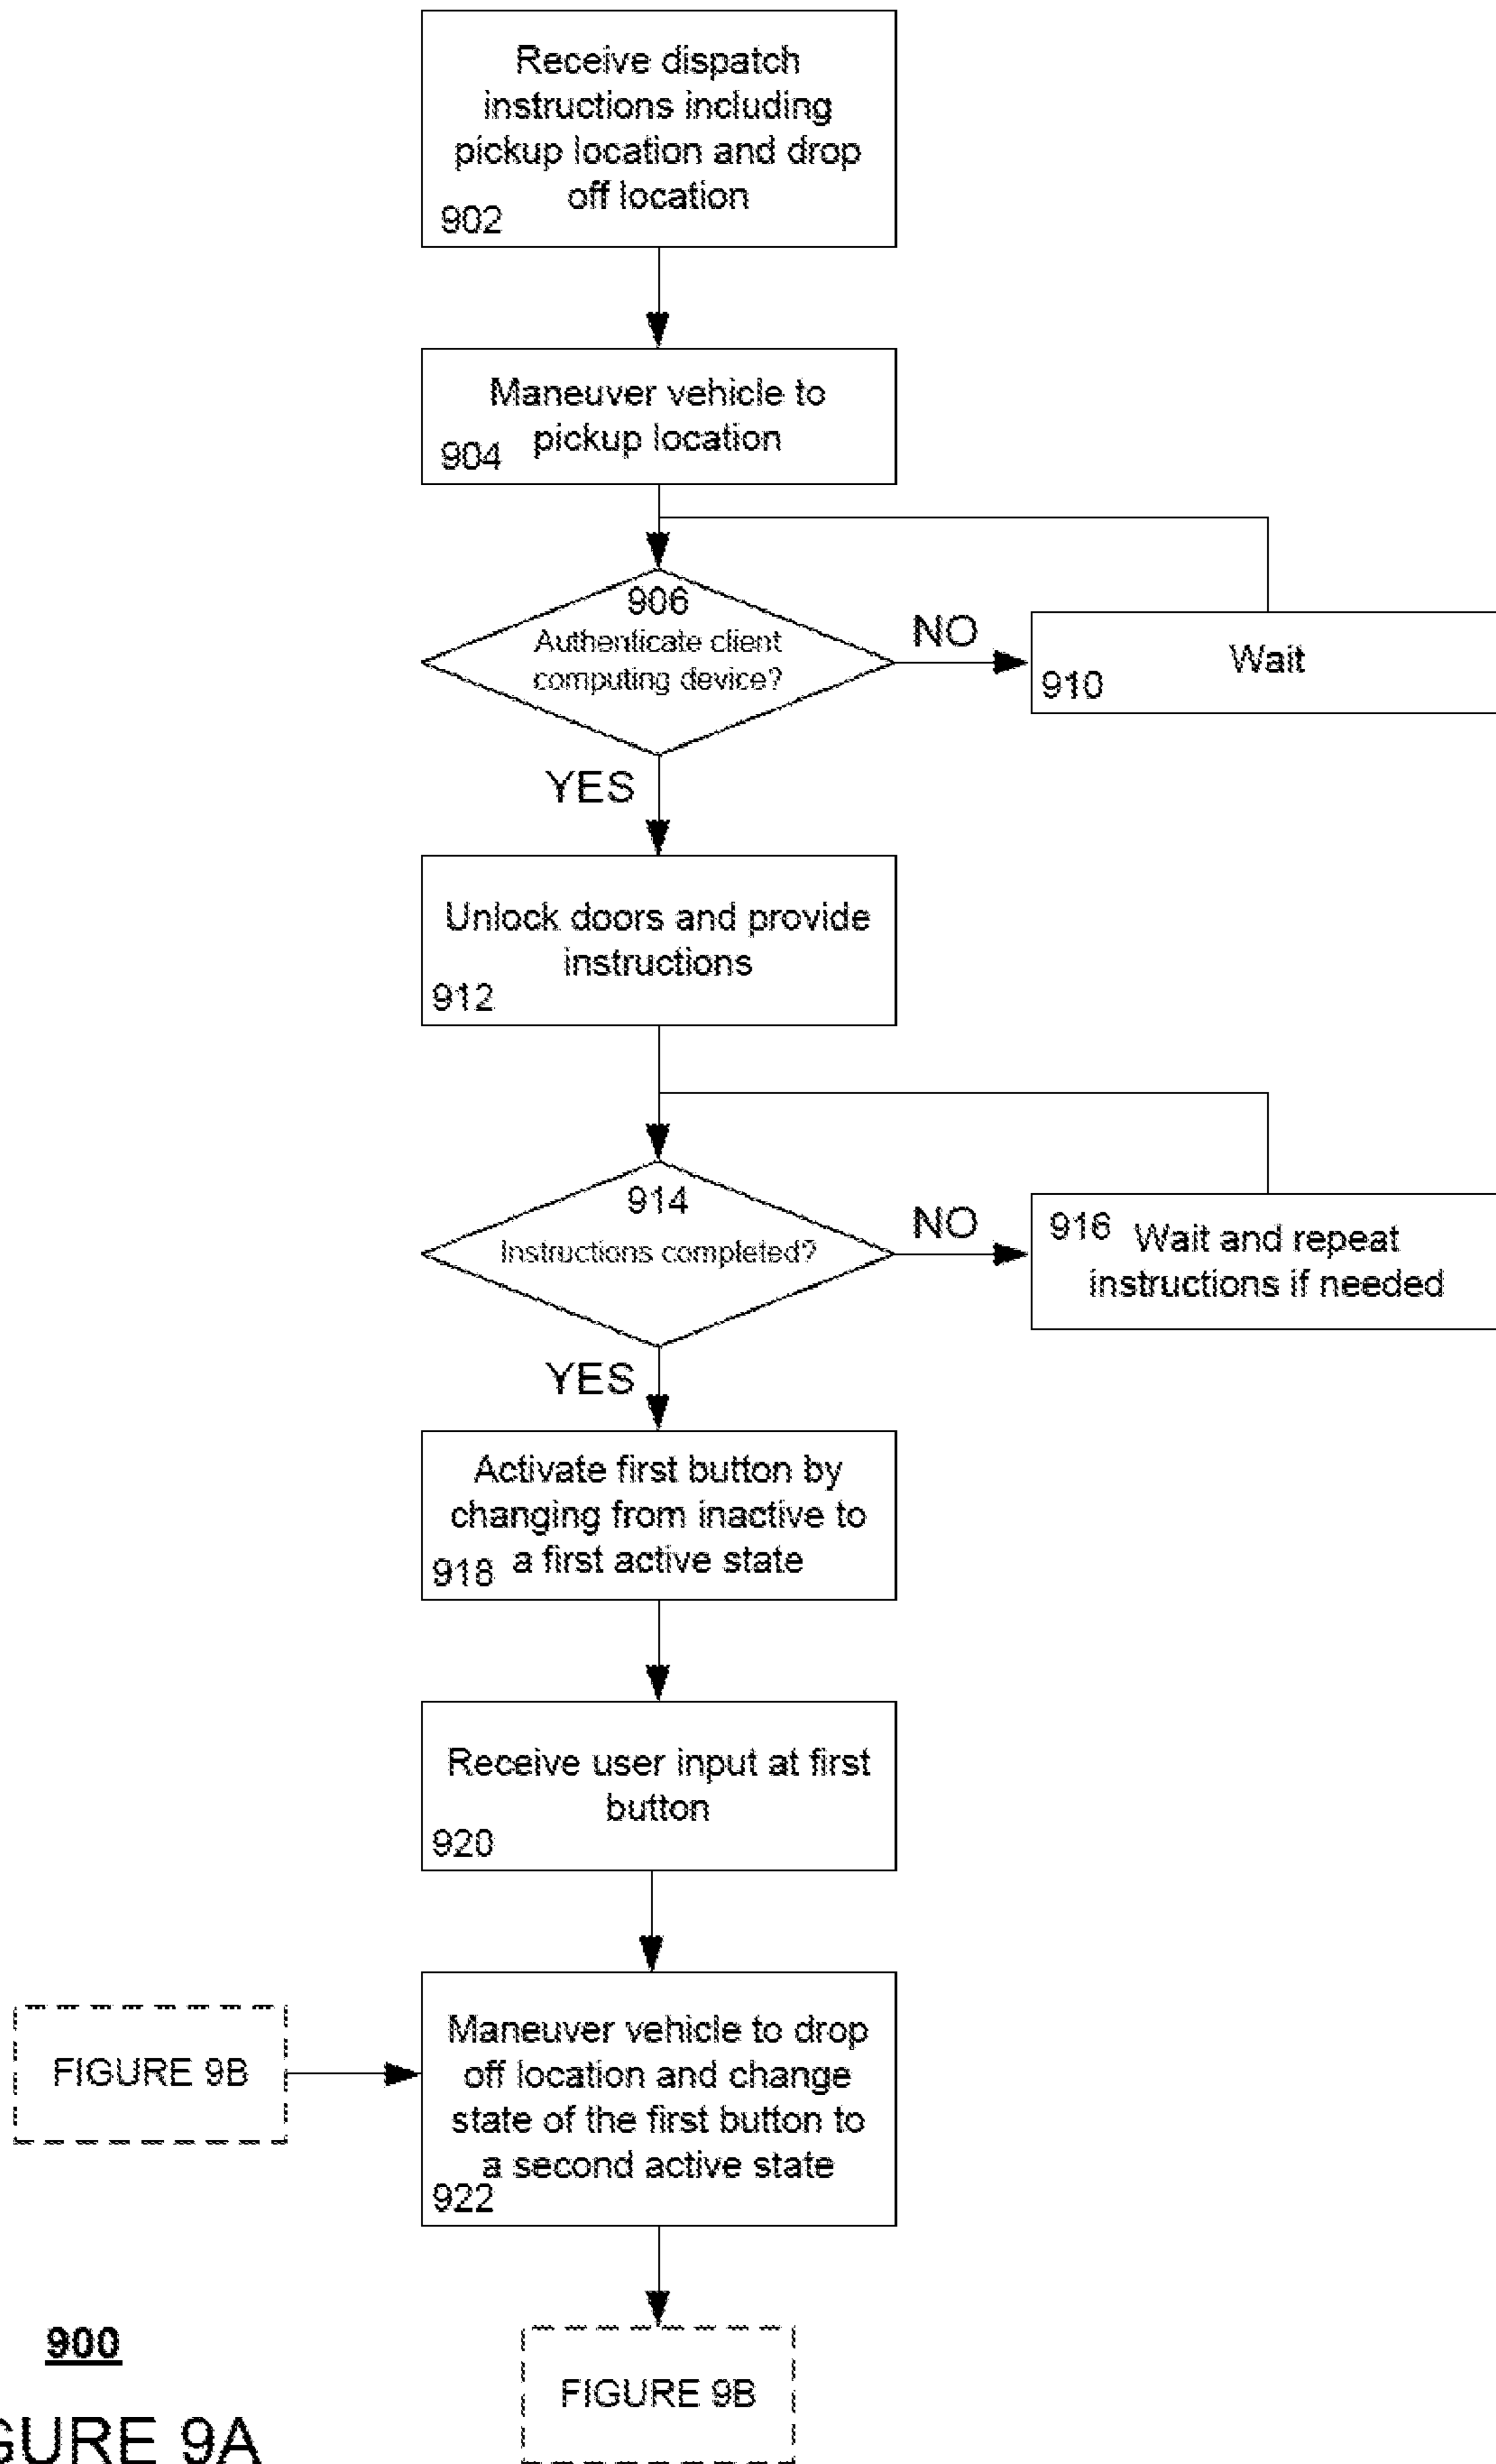 Receive dispatch
instructions including
pickup location and drop
off location
902
Maneuver vehicle to
pickup location
904
906
Authenticate client
computing device?
NO
Wait
910
YES
Unlock doors and provide
instructions
912
914
Instructions completed?
NO
916
Wait and repeat
instructions if needed
YES
Activate first button by
changing from inactive to
a first active state
918
Receive user input at first
button
920
FIGURE 9B
Maneuver vehicle to drop
off location and change
state of the first button to
a second active state
922
900
FIGURE 9B
GURE 9A